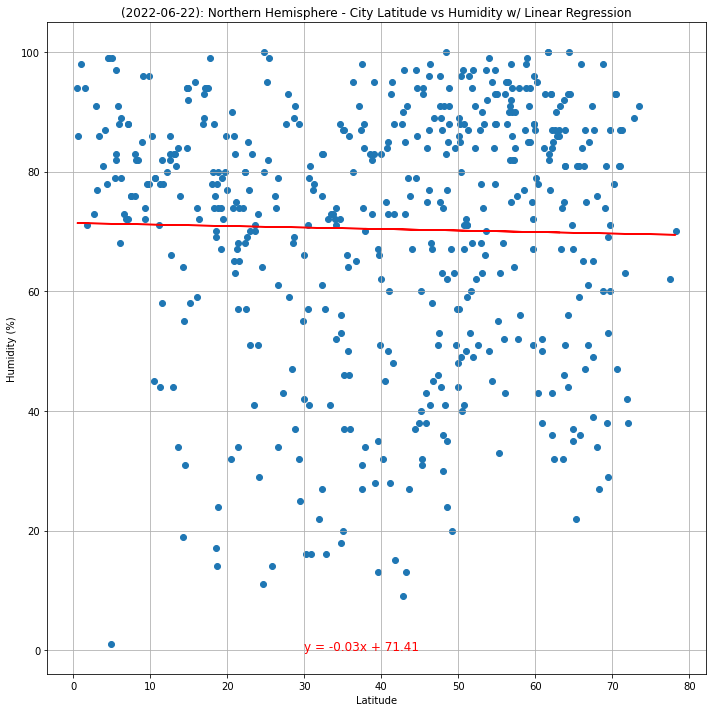 (2022-06-22): Northern Hemisphere - City Latitude vs Humidity w/ Linear Regression
100
80
60
40
20
0
Humidity (%)
y = -0.03x + 71.41
0 10 20 30 40 50 60 70 80
Latitude